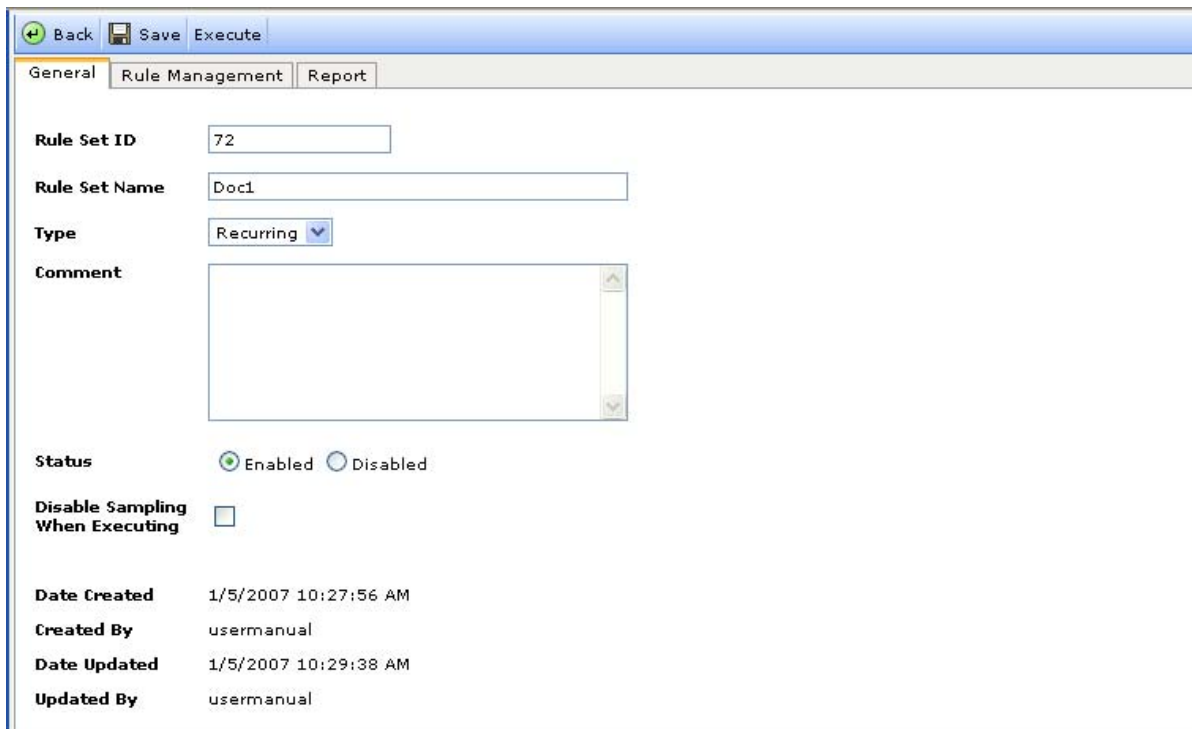 Back Save Execute
General Rule Management Report
Rule Set ID 72
Rule Set Name Doc1
Type Recurring
Comment
Status Enabled Disabled
Disable Sampling
When Executing
Date Created 1/5/2007 10:27:56 AM
Created By usermanual
Date Updated 1/5/2007 10:29:38 AM
Updated By usermanual